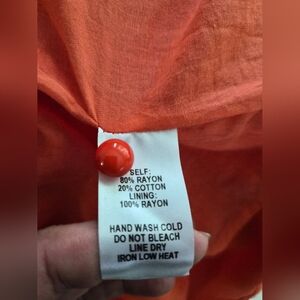 SELF:
80% RAYON
20% COTTON
LINING:
100% RAYON
HAND WASH COLD
DO NOT BLEACH
LINE DRY
IRON LOW HEAT